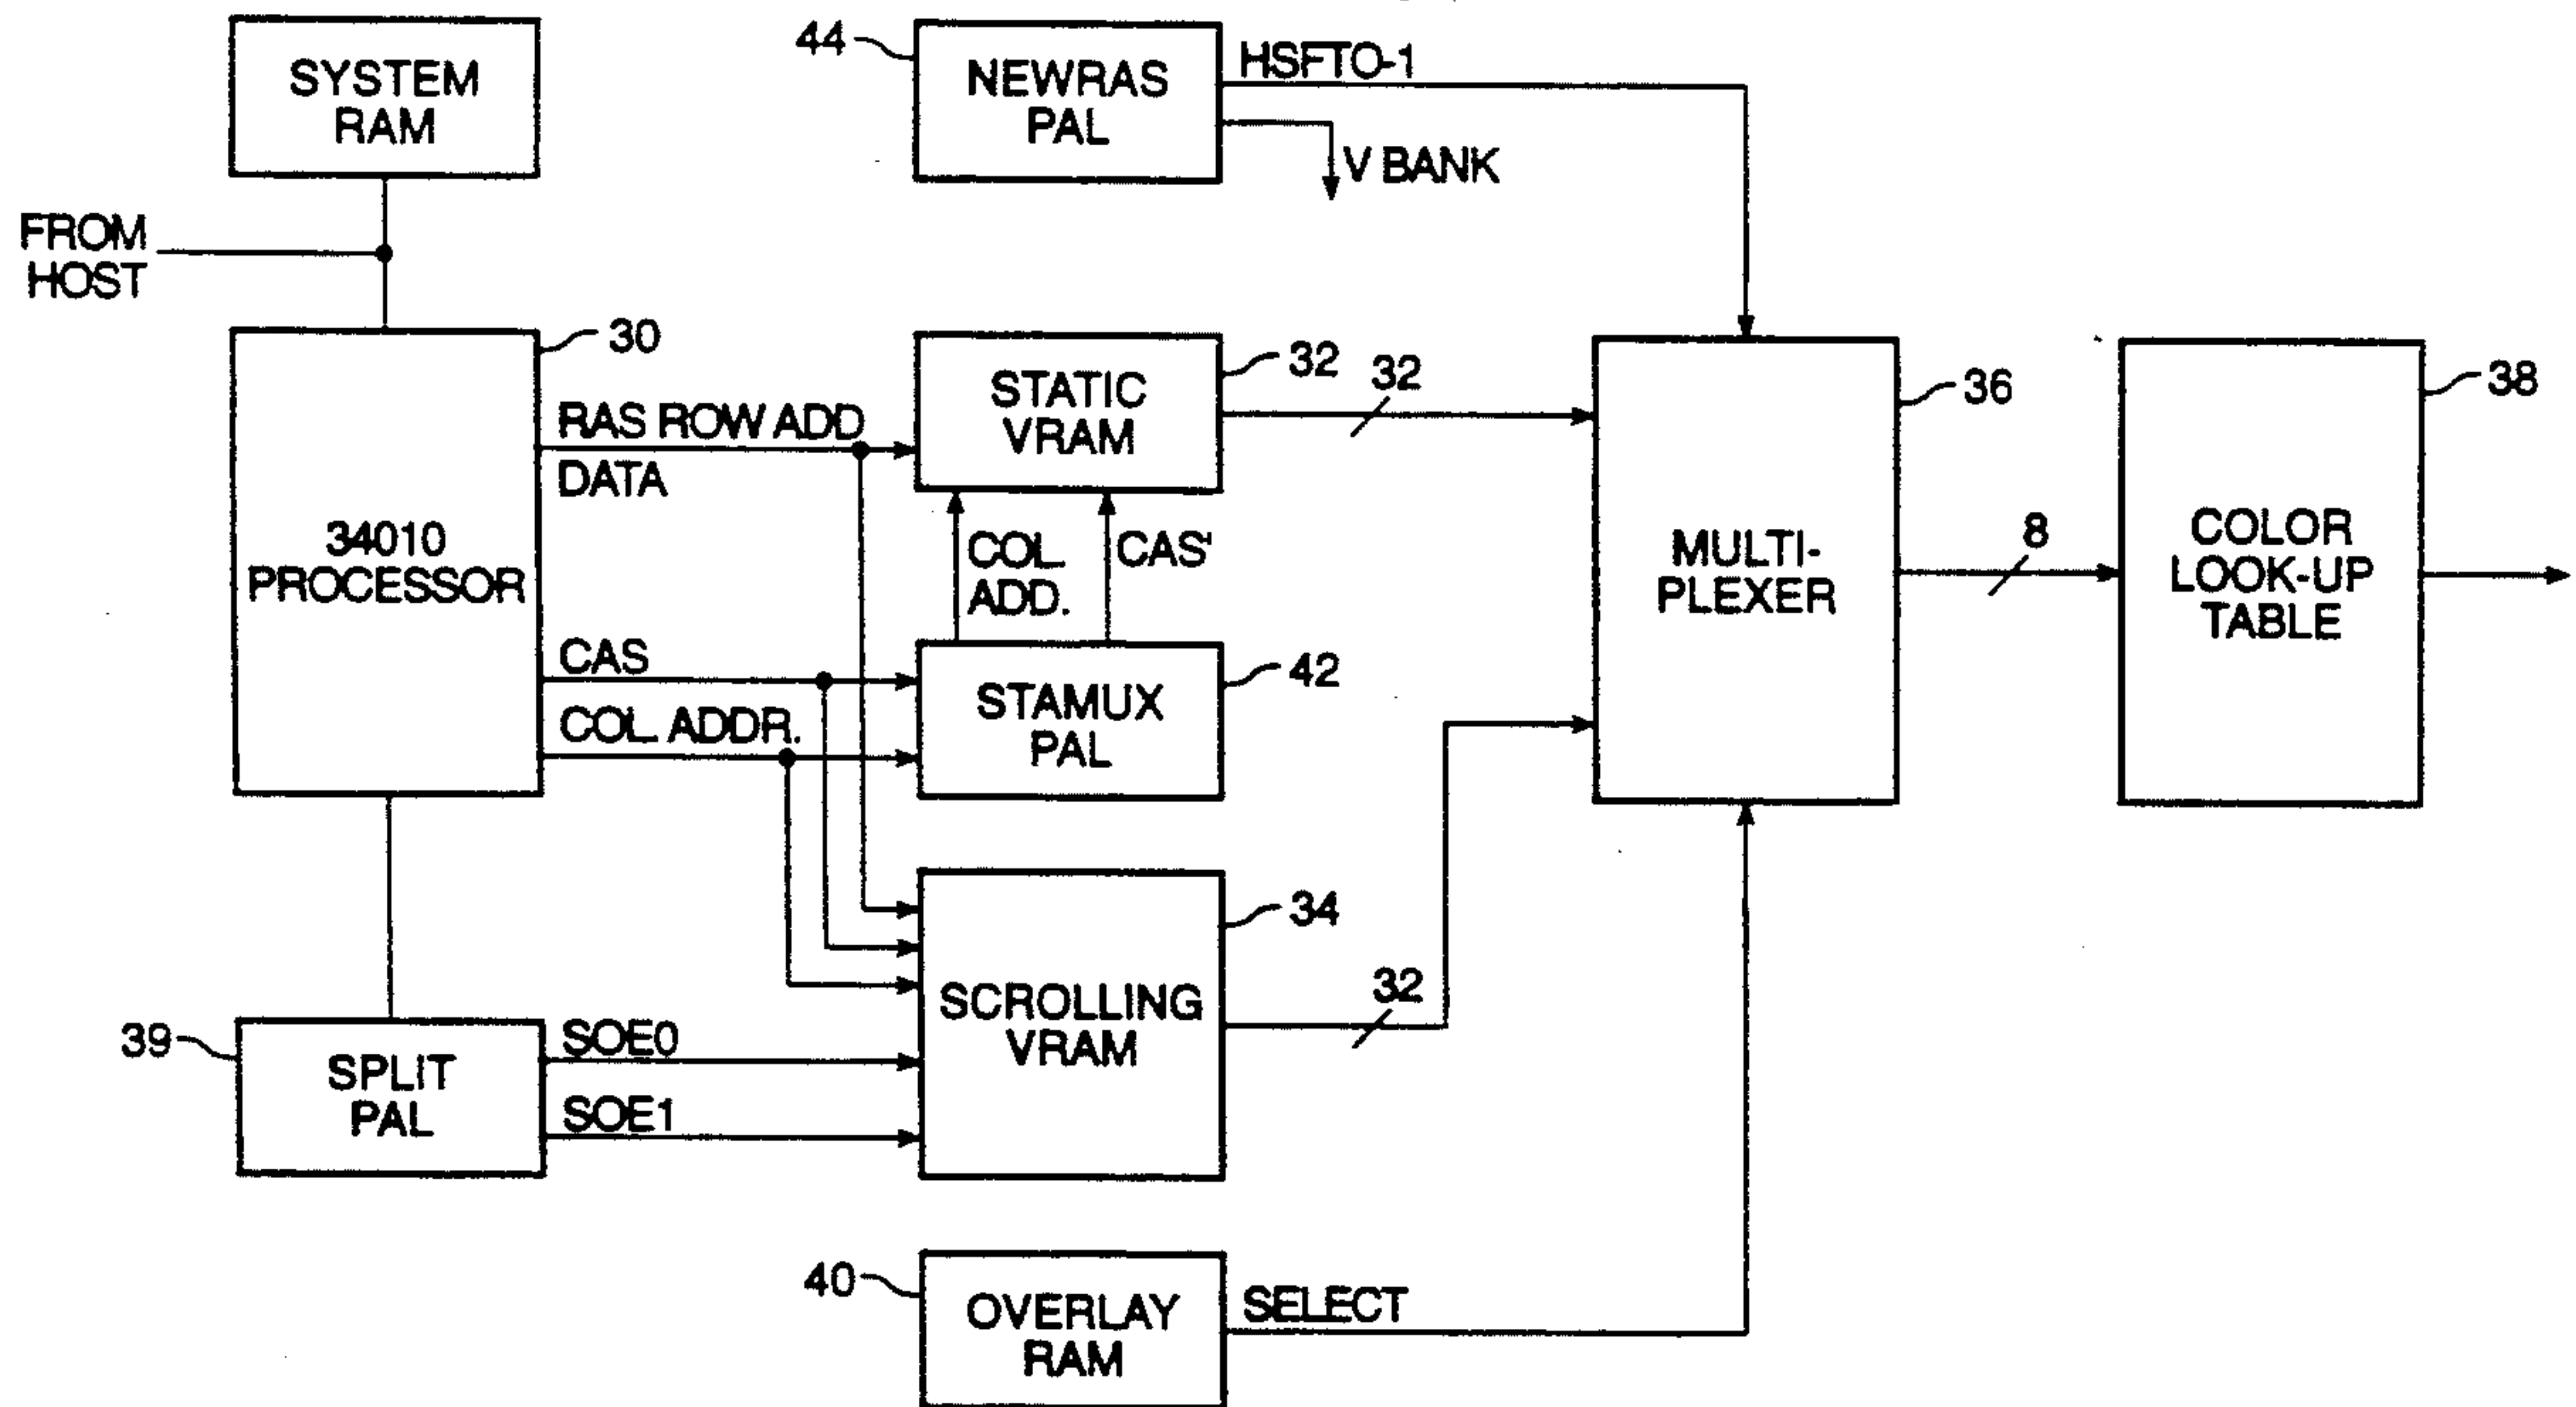 SYSTEM
RAM
44
NEWRAS
PAL
HSFTO-1
V BANK
FROM
HOST
30
34010
PROCESSOR
RAS ROW ADD
DATA
STATIC
VRAM
32
32
COL.
ADD.
CAS'
CAS
COL. ADDR.
STAMUX
PAL
42
MULTI-
PLEXER
36
8
COLOR
LOOK-UP
TABLE
38
SCROLLING
VRAM
34
32
39
SPLIT
PAL
SOE0
SOE1
40
OVERLAY
RAM
SELECT